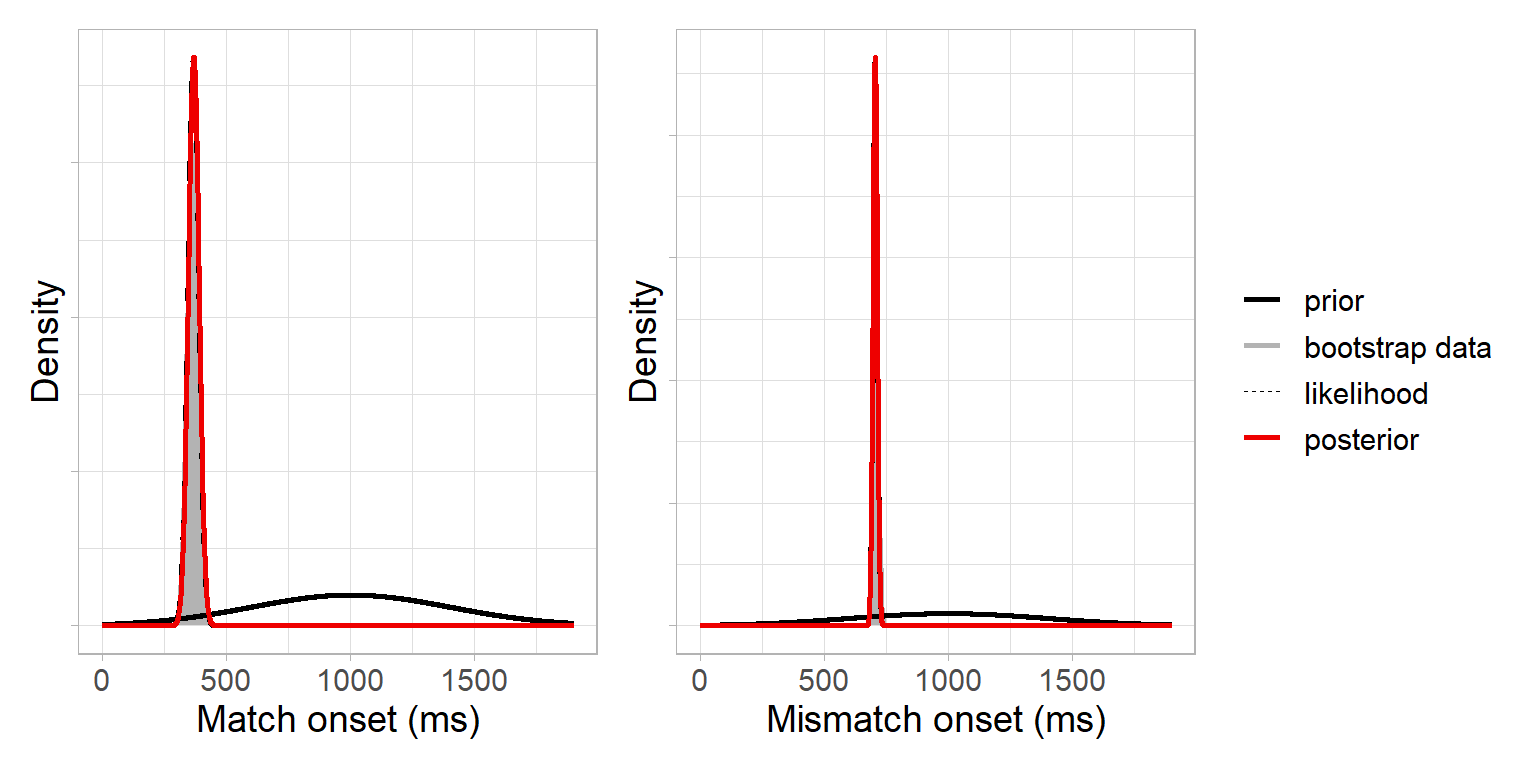 Density
0 500 1000 1500
Match onset (ms)
Density
0 500 1000 1500
Mismatch onset (ms)
prior
bootstrap data
likelihood
posterior